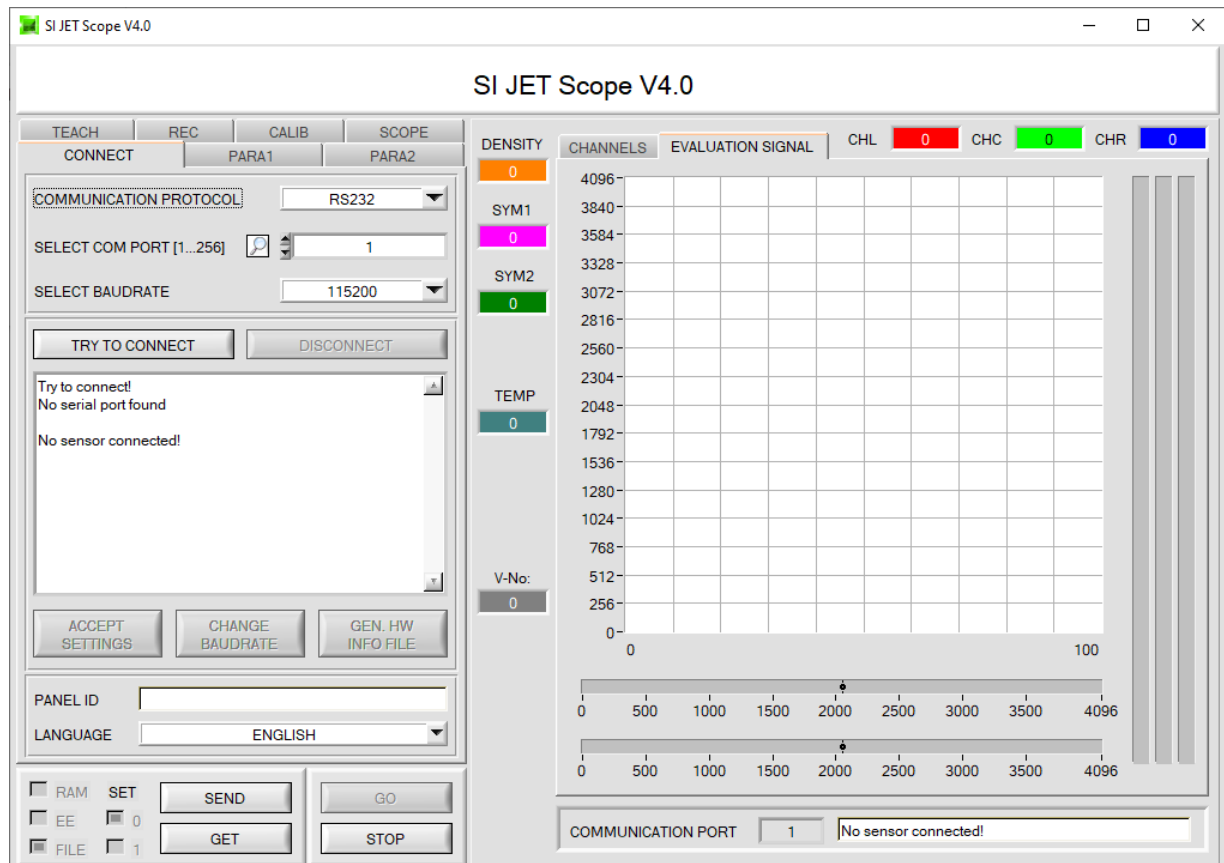 SI JET Scope V4.0
SI JET Scope V4.0
TEACH REC CALIB SCOPE
CONNECT PARA1 PARA2
COMMUNICATION PROTOCOL RS232
SELECT COM PORT [1...256] 1
SELECT BAUDRATE 115200
TRY TO CONNECT DISCONNECT
Try to connect!
No serial port found
No sensor connected!
ACCEPT SETTINGS
CHANGE BAUDRATE
GEN. HW INFO FILE
PANEL ID
LANGUAGE ENGLISH
RAM SET
EE 0
FILE 1
SEND
GET
GO
STOP
DENSITY
0
SYM1
0
SYM2
0
TEMP
0
V-No:
0
CHANNELS EVALUATION SIGNAL CHL 0 CHC 0 CHR 0
4096
3840
3584
3328
3072
2816
2560
2304
2048
1792
1536
1280
1024
768
512
256
0
0 100
0 500 1000 1500 2000 2500 3000 3500 4096
0 500 1000 1500 2000 2500 3000 3500 4096
COMMUNICATION PORT 1 No sensor connected!